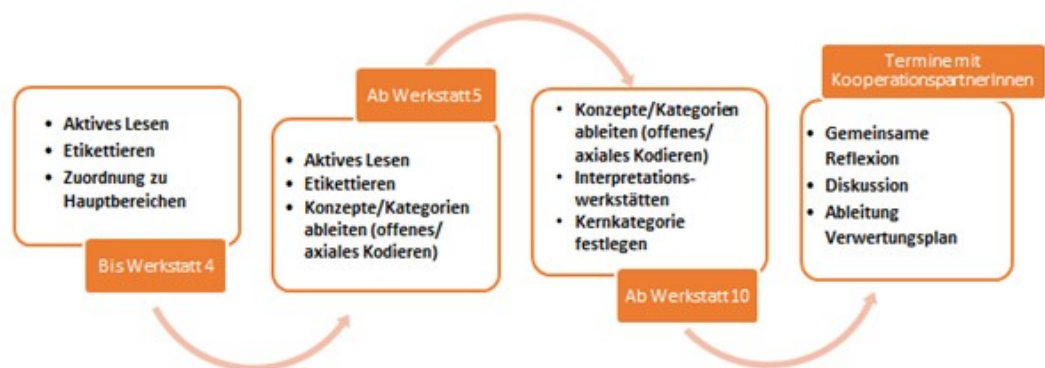 Aktives Lesen
Etikettieren
Zuordnung zu
Hauptbereichen
Bis Werkstatt 4
Ab Werkstatt 5
Aktives Lesen
Etikettieren
Konzepte/Kategorien
ableiten (offenes/
axiales Kodieren)
Konzepte/Kategorien
ableiten (offenes/
axiales Kodieren)
Interpretations-
werkstätten
Kernkategorie
festlegen
Ab Werkstatt 10
Termine mit
KooperationspartnerInnen
Gemeinsame
Reflexion
Diskussion
Ableitung
Verwertungsplan